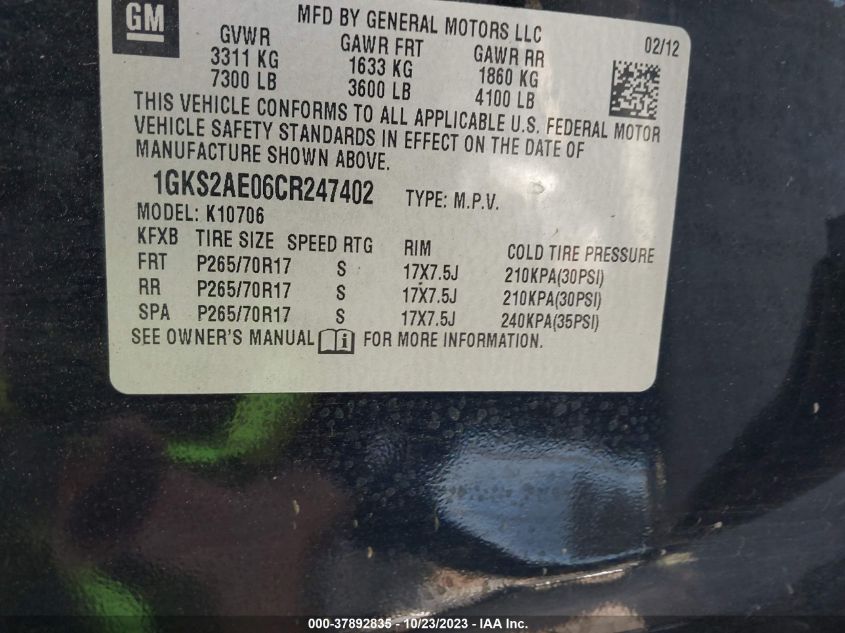 GM
MFD BY GENERAL MOTORS LLC
GVWR GAWR FRT GAWR RR 02/12
3311 KG 1633 KG 1860 KG
7300 LB 3600 LB 4100 LB
THIS VEHICLE CONFORMS TO ALL APPLICABLE U.S. FEDERAL MOTOR
VEHICLE SAFETY STANDARDS IN EFFECT ON THE DATE OF
MANUFACTURE SHOWN ABOVE.
1GKS2AE06CR247402 TYPE: M.P.V.
MODEL: K10706
KFXB TIRE SIZE SPEED RTG RIM COLD TIRE PRESSURE
FRT P265/70R17 S 17X7.5J 210KPA(30PSI)
RR P265/70R17 S 17X7.5J 210KPA(30PSI)
SPA P265/70R17 S 17X7.5J 240KPA(35PSI)
SEE OWNER'S MANUAL i FOR MORE INFORMATION.
000-37892835 - 10/23/2023 - IAA Inc.